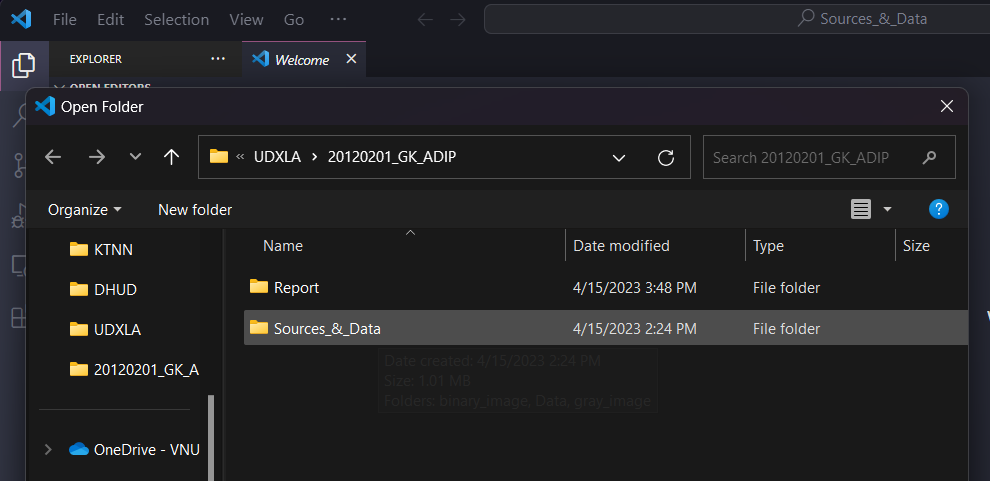 File Edit Selection View Go ··· Sources_&_Data
EXPLORER ··· Welcome
OPEN EDITORS
Open Folder
« UDXLA › 20120201_GK_ADIP Search 20120201_GK_ADIP
Organize New folder
Name Date modified Type Size
KTNN
Report 4/15/2023 3:48 PM File folder
DHUD
Sources_&_Data 4/15/2023 2:24 PM File folder
UDXLA
Date created: 4/15/2023 2:24 PM
20120201_GK_A
Size: 1.01 MB
Folders: binary_image, Data, gray_image
OneDrive - VNU